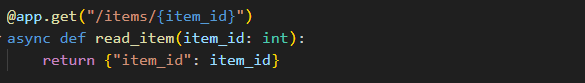 @app.get("/items/{item_id}")
async def read_item(item_id: int):
    return {"item_id": item_id}